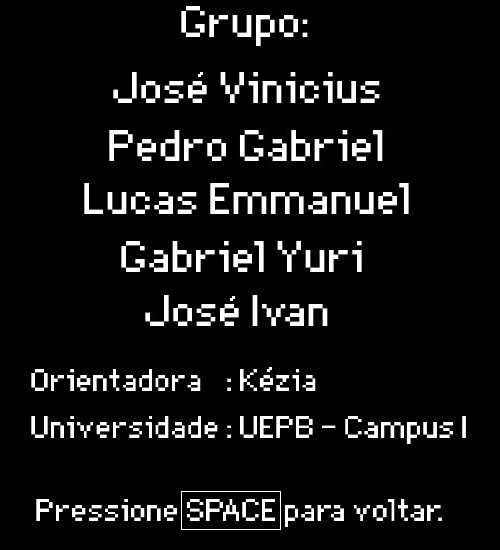 Grupo:
José Vinicius
Pedro Gabriel
Lucas Emmanuel
Gabriel Yuri
José Ivan
Orientadora : Kézia
Universidade : UEPB - Campus I
Pressione SPACE para voltar.